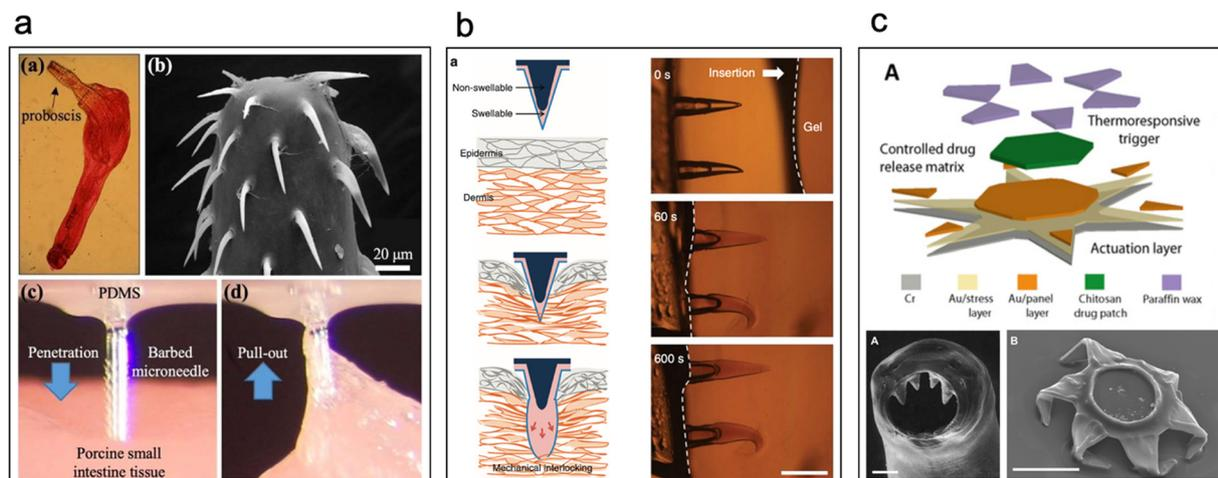 a
(a)
proboscis
(b)
20 μm
(c)
PDMS
Penetration
Barbed
microneedle
Porcine small
intestine tissue
(d)
Pull-out
b
a
Non-swellable
Swellable
Epidermis
Dermis
Mechanical interlocking
0 s
Insertion
Gel
60 s
600 s
c
A
Thermoresponsive
trigger
Controlled drug
release matrix
Actuation layer
Cr
Au/stress
layer
Au/panel
layer
Chitosan
drug patch
Paraffin wax
A
B